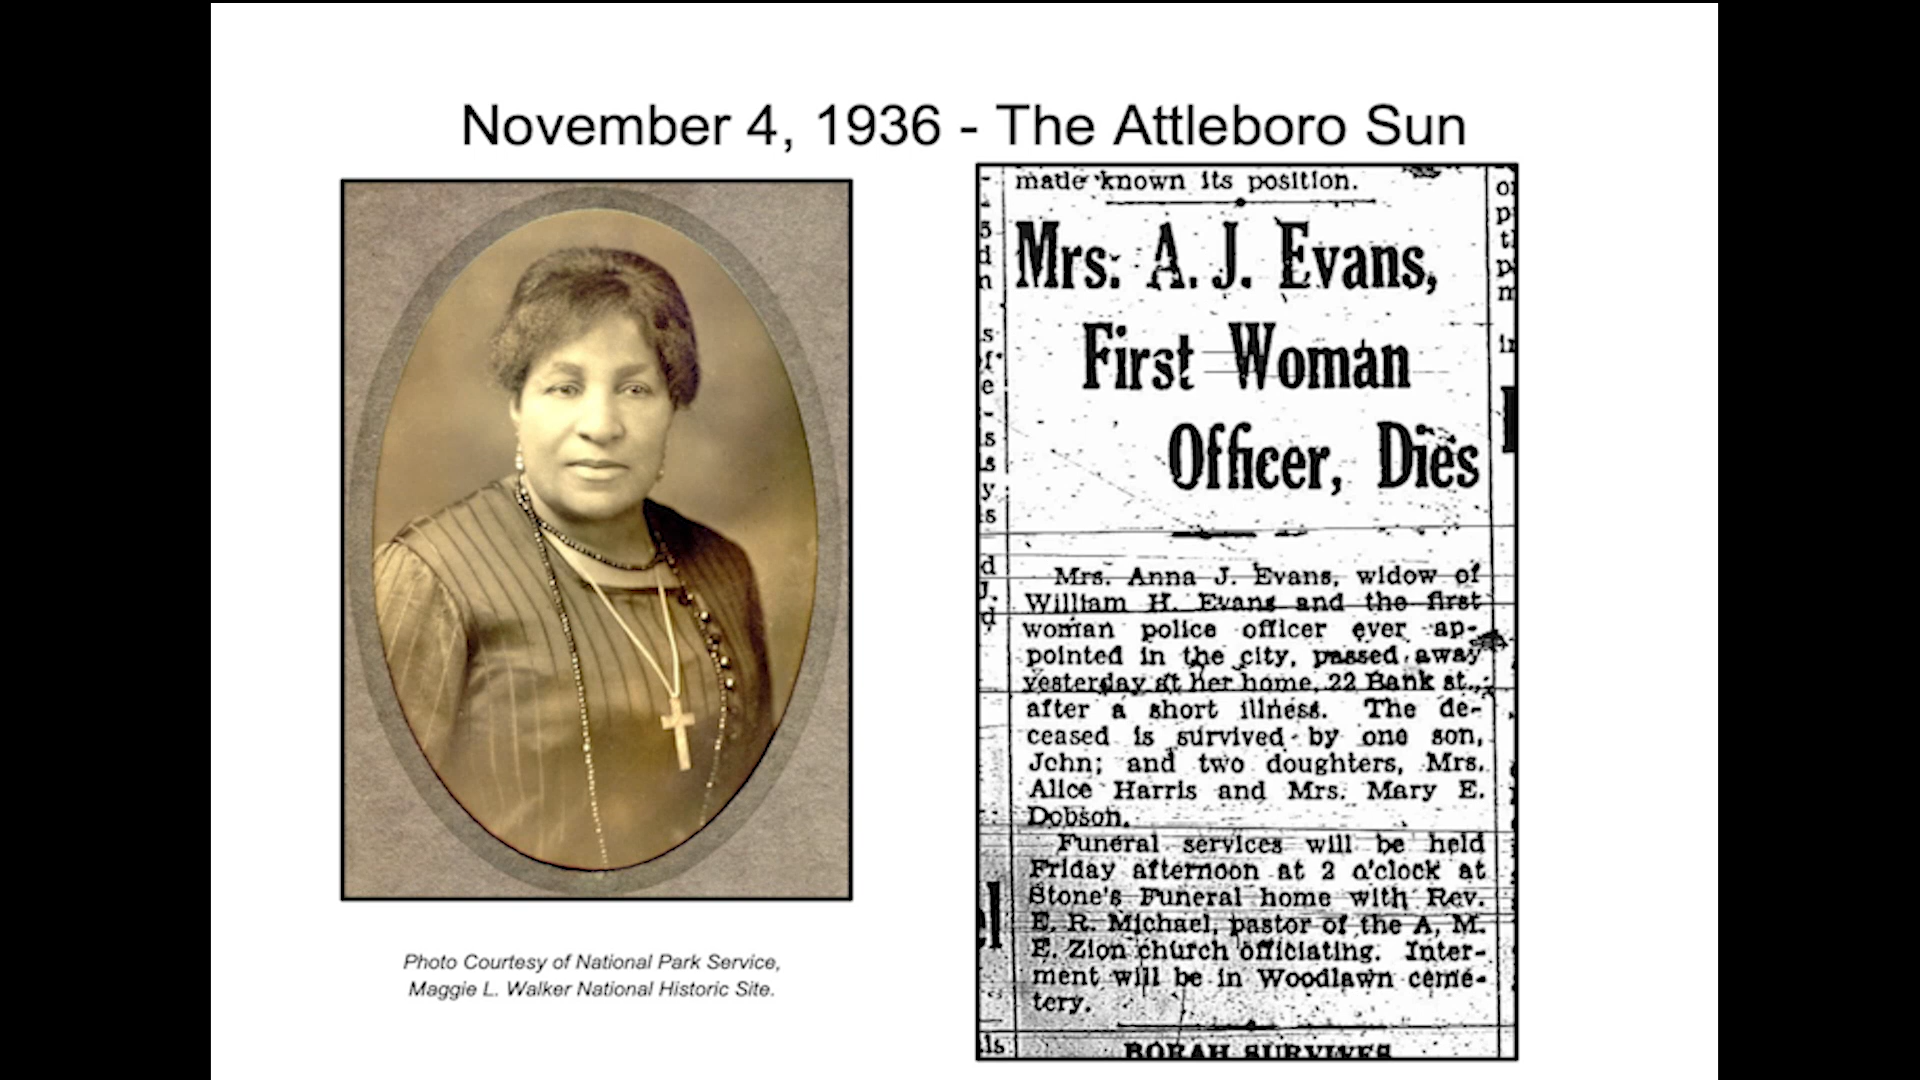 November 4, 1936 - The Attleboro Sun
made known its position.
Mrs. A. J. Evans,
First Woman
Officer, Dies
Mrs. Anna J. Evans, widow of
William H. Evans and the first
woman police officer ever ap-
pointed in the city, passed away
yesterday at her home, 22 Bank st.,
after a short illness. The de-
ceased is survived by one son,
John; and two doughters, Mrs.
Alice Harris and Mrs. Mary E.
Dobson.
Funeral services will be held
Friday afternoon at 2 o'clock at
Stone's Funeral home with Rev.
E. R. Michael, pastor of the A. M.
E. Zion church officiating. Inter-
ment will be in Woodlawn ceme-
tery.
BORAH SURVIVES
Photo Courtesy of National Park Service,
Maggie L. Walker National Historic Site.